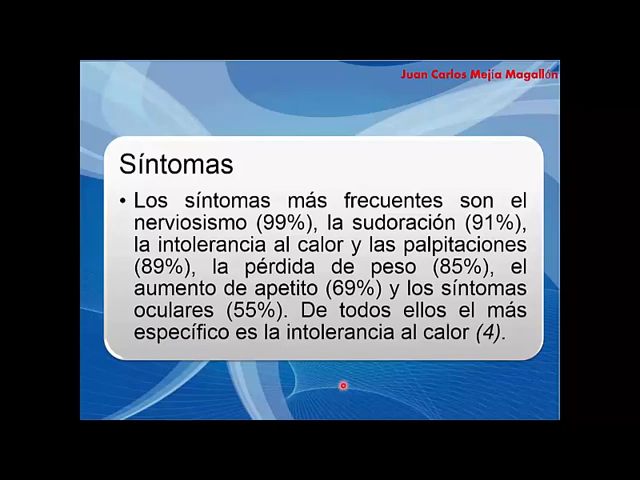 Juan Carlos Mejía Magallón
Síntomas
• Los síntomas más frecuentes son el
nerviosismo (99%), la sudoración (91%),
la intolerancia al calor y las palpitaciones
(89%), la pérdida de peso (85%), el
aumento de apetito (69%) y los síntomas
oculares (55%). De todos ellos el más
específico es la intolerancia al calor (4).